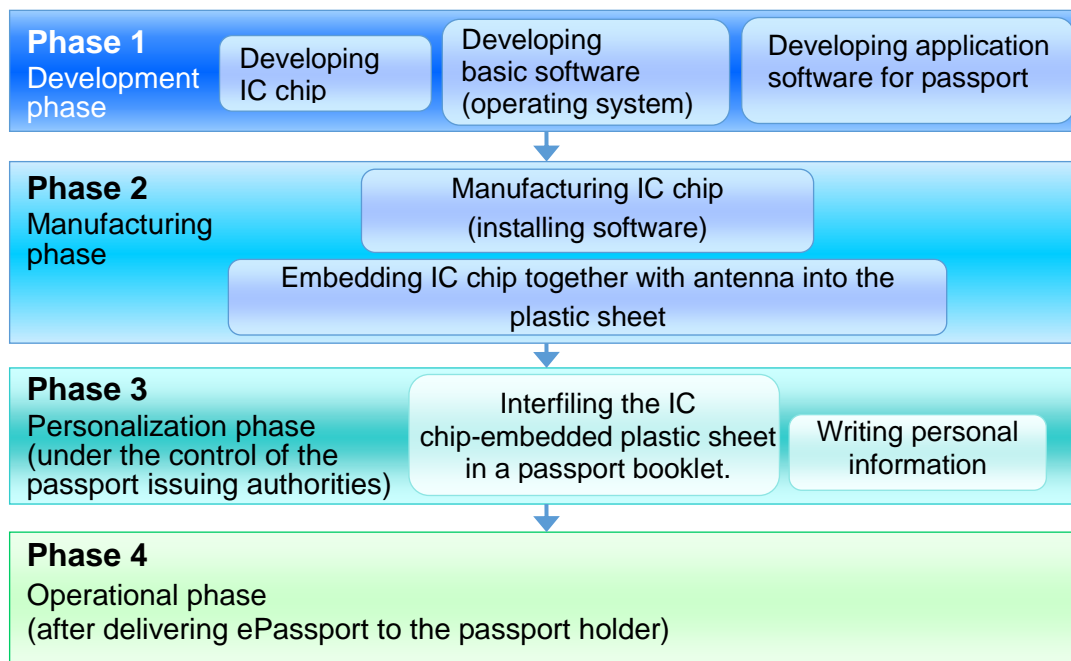 Phase 1
Development
phase
Developing
IC chip
Developing
basic software
(operating system)
Developing application
software for passport
Phase 2
Manufacturing
phase
Manufacturing IC chip
(installing software)
Embedding IC chip together with antenna into the
plastic sheet
Phase 3
Personalization phase
(under the control of the
passport issuing authorities)
Interfiling the IC
chip-embedded plastic sheet
in a passport booklet.
Writing personal
information
Phase 4
Operational phase
(after delivering ePassport to the passport holder)